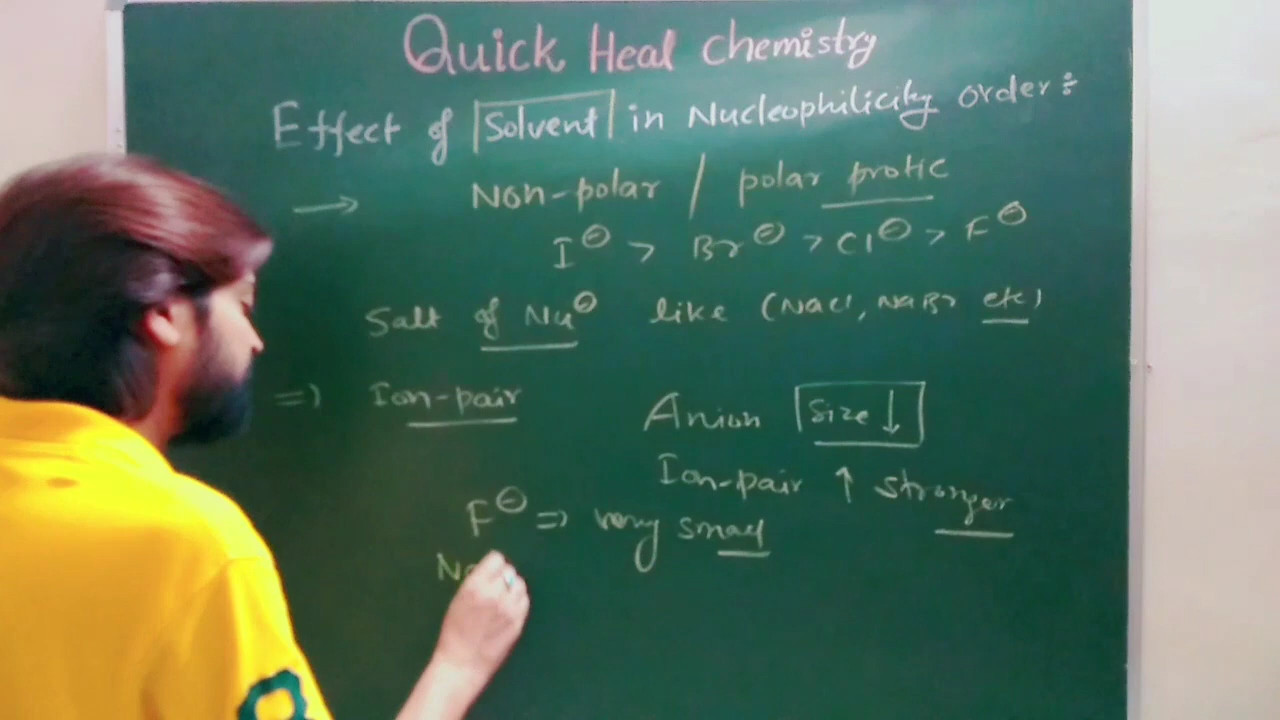 Quick Heal Chemistry
Effect of Solvent in Nucleophilicity order:
→ Non-polar / polar protic
I⊖ > Br⊖ > Cl⊖ > F⊖
Salt of Nu⊖ like (NaCl, NaBr etc)
⇒ Ion-pair
Anion Size ↓
Ion-pair ↑ stronger
F⊖ ⇒ very small
Na